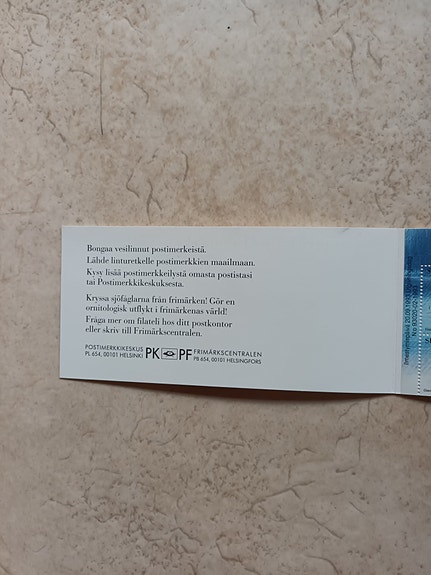 Bongaa vesilinnut postimerkeistä.
Lähde linturetkelle postimerkkien maailmaan.
Kysy lisää postimerkkeilystä omasta postistasi
tai Postimerkkikeskuksesta.
Kryssa sjöfåglarna från frimärken! Gör en
ornitologisk utflykt i frimärkenas värld!
Fråga mer om filateli hos ditt postkontor
eller skriv till Frimärkscentralen.
POSTIMERKKIKESKUS
PL 654, 00101 HELSINKI
PK PF
FRIMÄRKSCENTRALEN
PB 654, 00101 HELSINGFORS